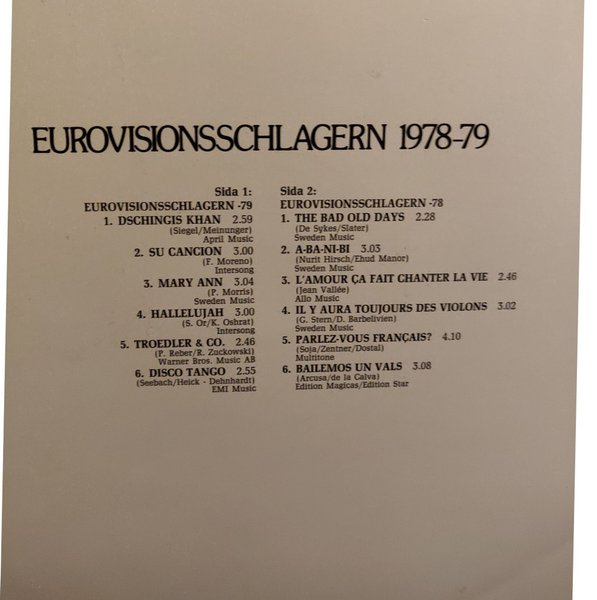 EUROVISIONSSCHLAGERN 1978-79
Sida 1:
EUROVISIONSSCHLAGERN -79
1. DSCHINGIS KHAN 2.59
(Siegel/Meinunger)
April Music
2. SU CANCION 3.00
(F. Moreno)
Intersong
3. MARY ANN 3.04
(P. Morris)
Sweden Music
4. HALLELUJAH 3.00
(S. Or/K. Oshrat)
Intersong
5. TROEDLER & CO. 2.46
(P. Reber/R. Zuckowski)
Warner Bros. Music AB
6. DISCO TANGO 2.55
(Seebach/Heick - Dehnhardt)
EMI Music
Sida 2:
EUROVISIONSSCHLAGERN -78
1. THE BAD OLD DAYS 2.28
(De Sykes/Slater)
Sweden Music
2. A-BA-NI-BI 3.03
(Nurit Hirsch/Ehud Manor)
Sweden Music
3. L'AMOUR ÇA FAIT CHANTER LA VIE 2.46
(Jean Vallée)
Allo Music
4. IL Y AURA TOUJOURS DES VIOLONS 3.02
(G. Stern/D. Barbelivien)
Sweden Music
5. PARLEZ-VOUS FRANÇAIS? 4.10
(Soja/Zentner/Dostal)
Multitone
6. BAILEMOS UN VALS 3.08
(Arcusa/de la Calva)
Edition Magicas/Edition Star